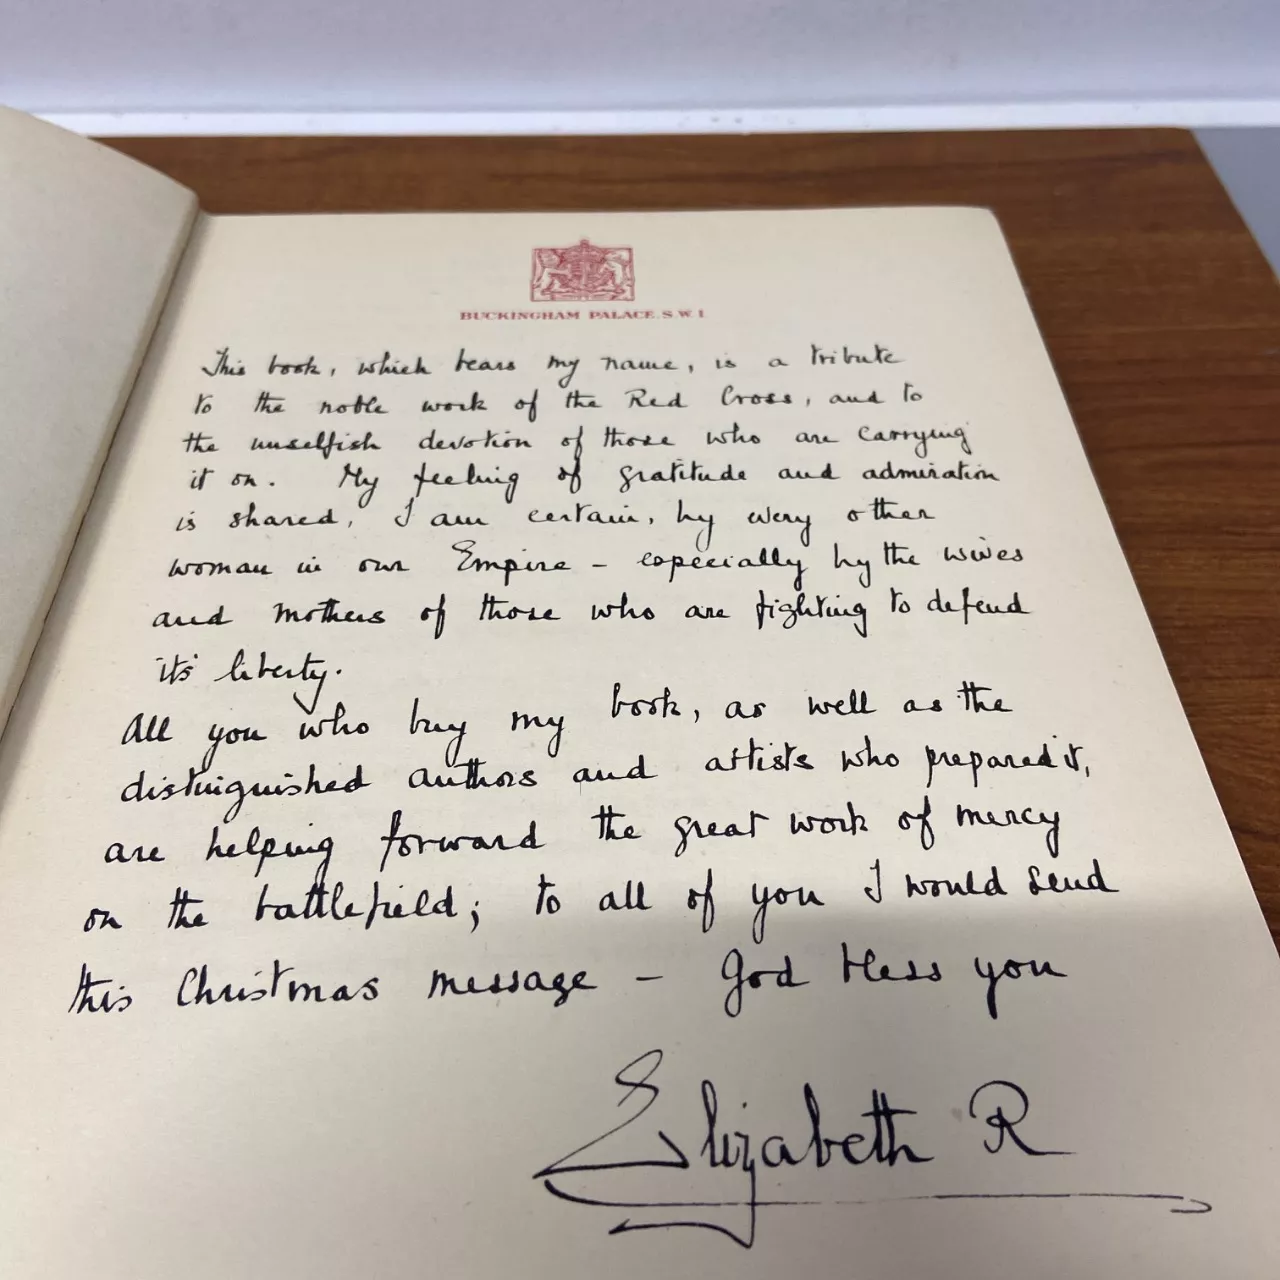 BUCKINGHAM PALACE. S.W.1.
This book, which bears my name, is a tribute
to the noble work of the Red Cross, and to
the unselfish devotion of those who are carrying
it on. My feeling of gratitude and admiration
is shared, I am certain, by every other
woman in our Empire – especially by the wives
and mothers of those who are fighting to defend
its' liberty.
All you who buy my book, as well as the
distinguished authors and artists who prepared it,
are helping forward the great work of mercy
on the battlefield; to all of you I would send
this Christmas message – God bless you
Elizabeth R